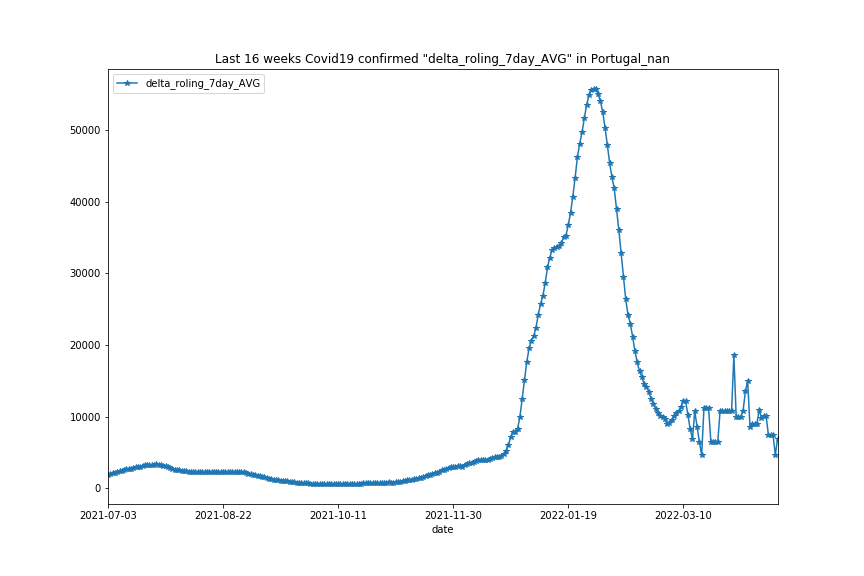 Last 16 weeks Covid19 confirmed "delta_roling_7day_AVG" in Portugal_nan
delta_roling_7day_AVG
50000
40000
30000
20000
10000
0
2021-07-03 2021-08-22 2021-10-11 2021-11-30 2022-01-19 2022-03-10
date